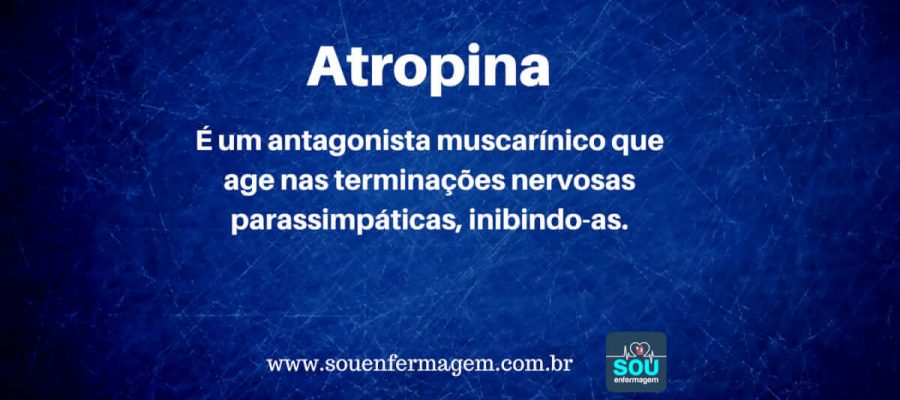 Atropina
É um antagonista muscarínico que
age nas terminações nervosas
parassimpáticas, inibindo-as.
www.souenfermagem.com.br
SOU
enfermagem